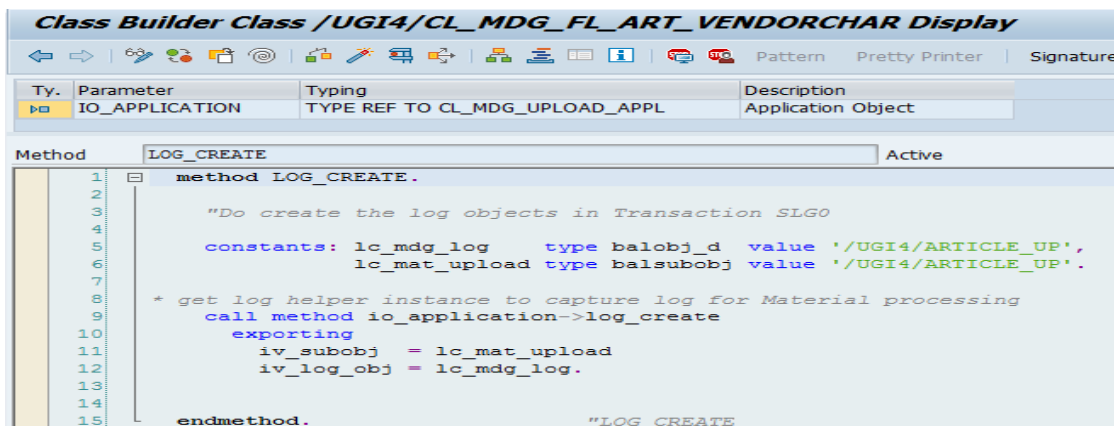 Class Builder Class /UGI4/CL_MDG_FL_ART_VENDORCHAR Display
Pattern Pretty Printer Signature
Ty. Parameter Typing Description
IO_APPLICATION TYPE REF TO CL_MDG_UPLOAD_APPL Application Object
Method LOG_CREATE Active
1 method LOG_CREATE.
2
3 "Do create the log objects in Transaction SLG0
4
5 constants: lc_mdg_log type balobj_d value '/UGI4/ARTICLE_UP',
6 lc_mat_upload type balsubobj value '/UGI4/ARTICLE_UP'.
7
8 * get log helper instance to capture log for Material processing
9 call method io_application->log_create
10 exporting
11 iv_subobj = lc_mat_upload
12 iv_log_obj = lc_mdg_log.
13
14
15 endmethod. "LOG_CREATE